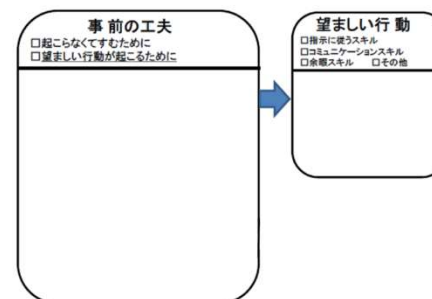 事前の工夫
□起こらなくてすむために
□望ましい行動が起こるために
望ましい行 動
□指示に従うスキル
□コミュニケーションスキル
□余暇スキル　□その他